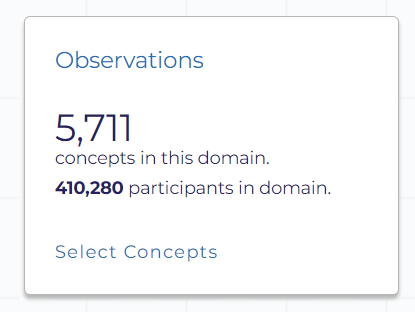 Observations
5,711
concepts in this domain.
410,280 participants in domain.
Select Concepts